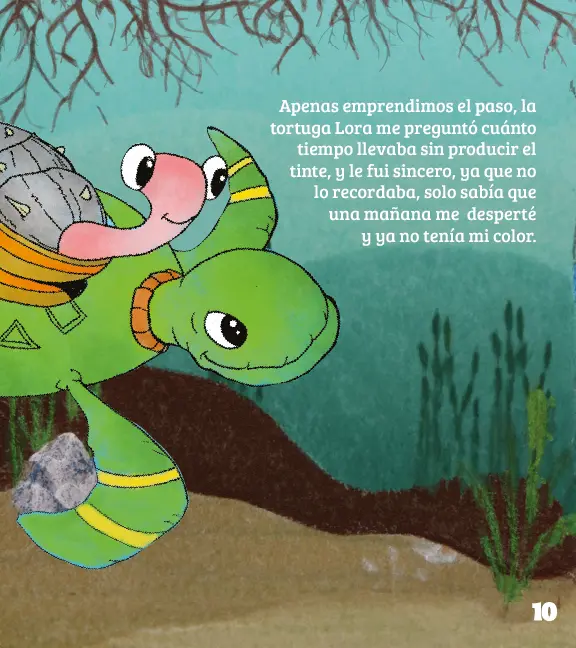 Apenas emprendimos el paso, la
tortuga Lora me preguntó cuánto
tiempo llevaba sin producir el
tinte, y le fui sincero, ya que no
lo recordaba, solo sabía que
una mañana me desperté
y ya no tenía mi color.
10